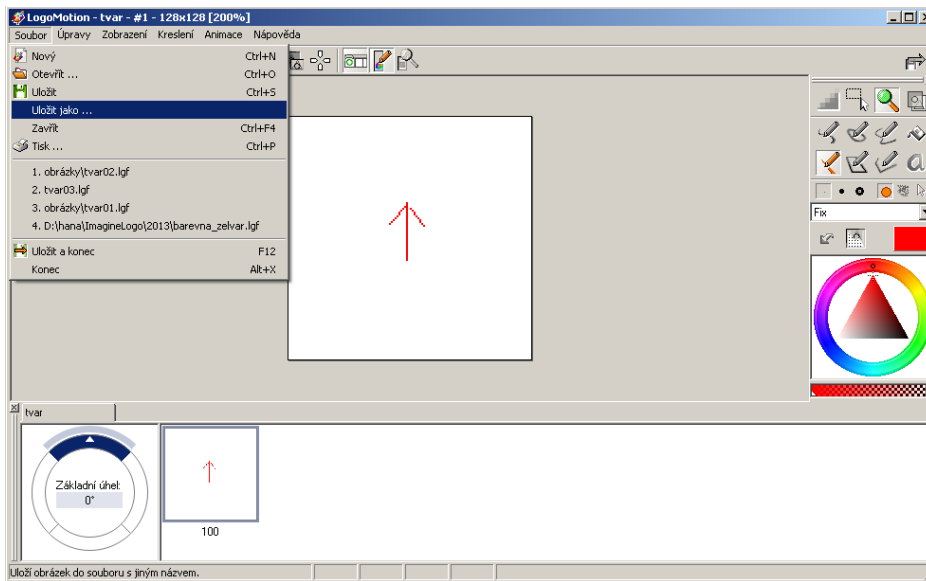 LogoMotion - tvar - #1 - 128x128 [200%]
Soubor Úpravy Zobrazení Kreslení Animace Nápověda
Nový Ctrl+N
Otevřít ... Ctrl+O
Uložit Ctrl+S
Uložit jako ...
Zavřít Ctrl+F4
Tisk ... Ctrl+P
1. obrázky\tvar02.lgf
2. tvar03.lgf
3. obrázky\tvar01.lgf
4. D:\hana\ImagineLogo\2013\barevna_zelvar.lgf
Uložit a konec F12
Konec Alt+X
Fix
tvar
Základní úhel:
0°
100
Uloží obrázek do souboru s jiným názvem.